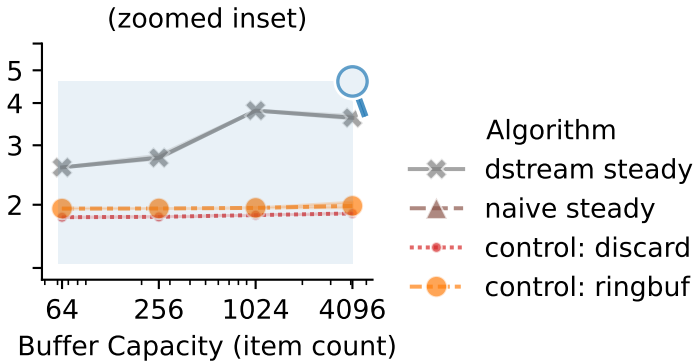 (zoomed inset)
5
4
3
2
64 256 1024 4096
Buffer Capacity (item count)
Algorithm
dstream steady
naive steady
control: discard
control: ringbuf